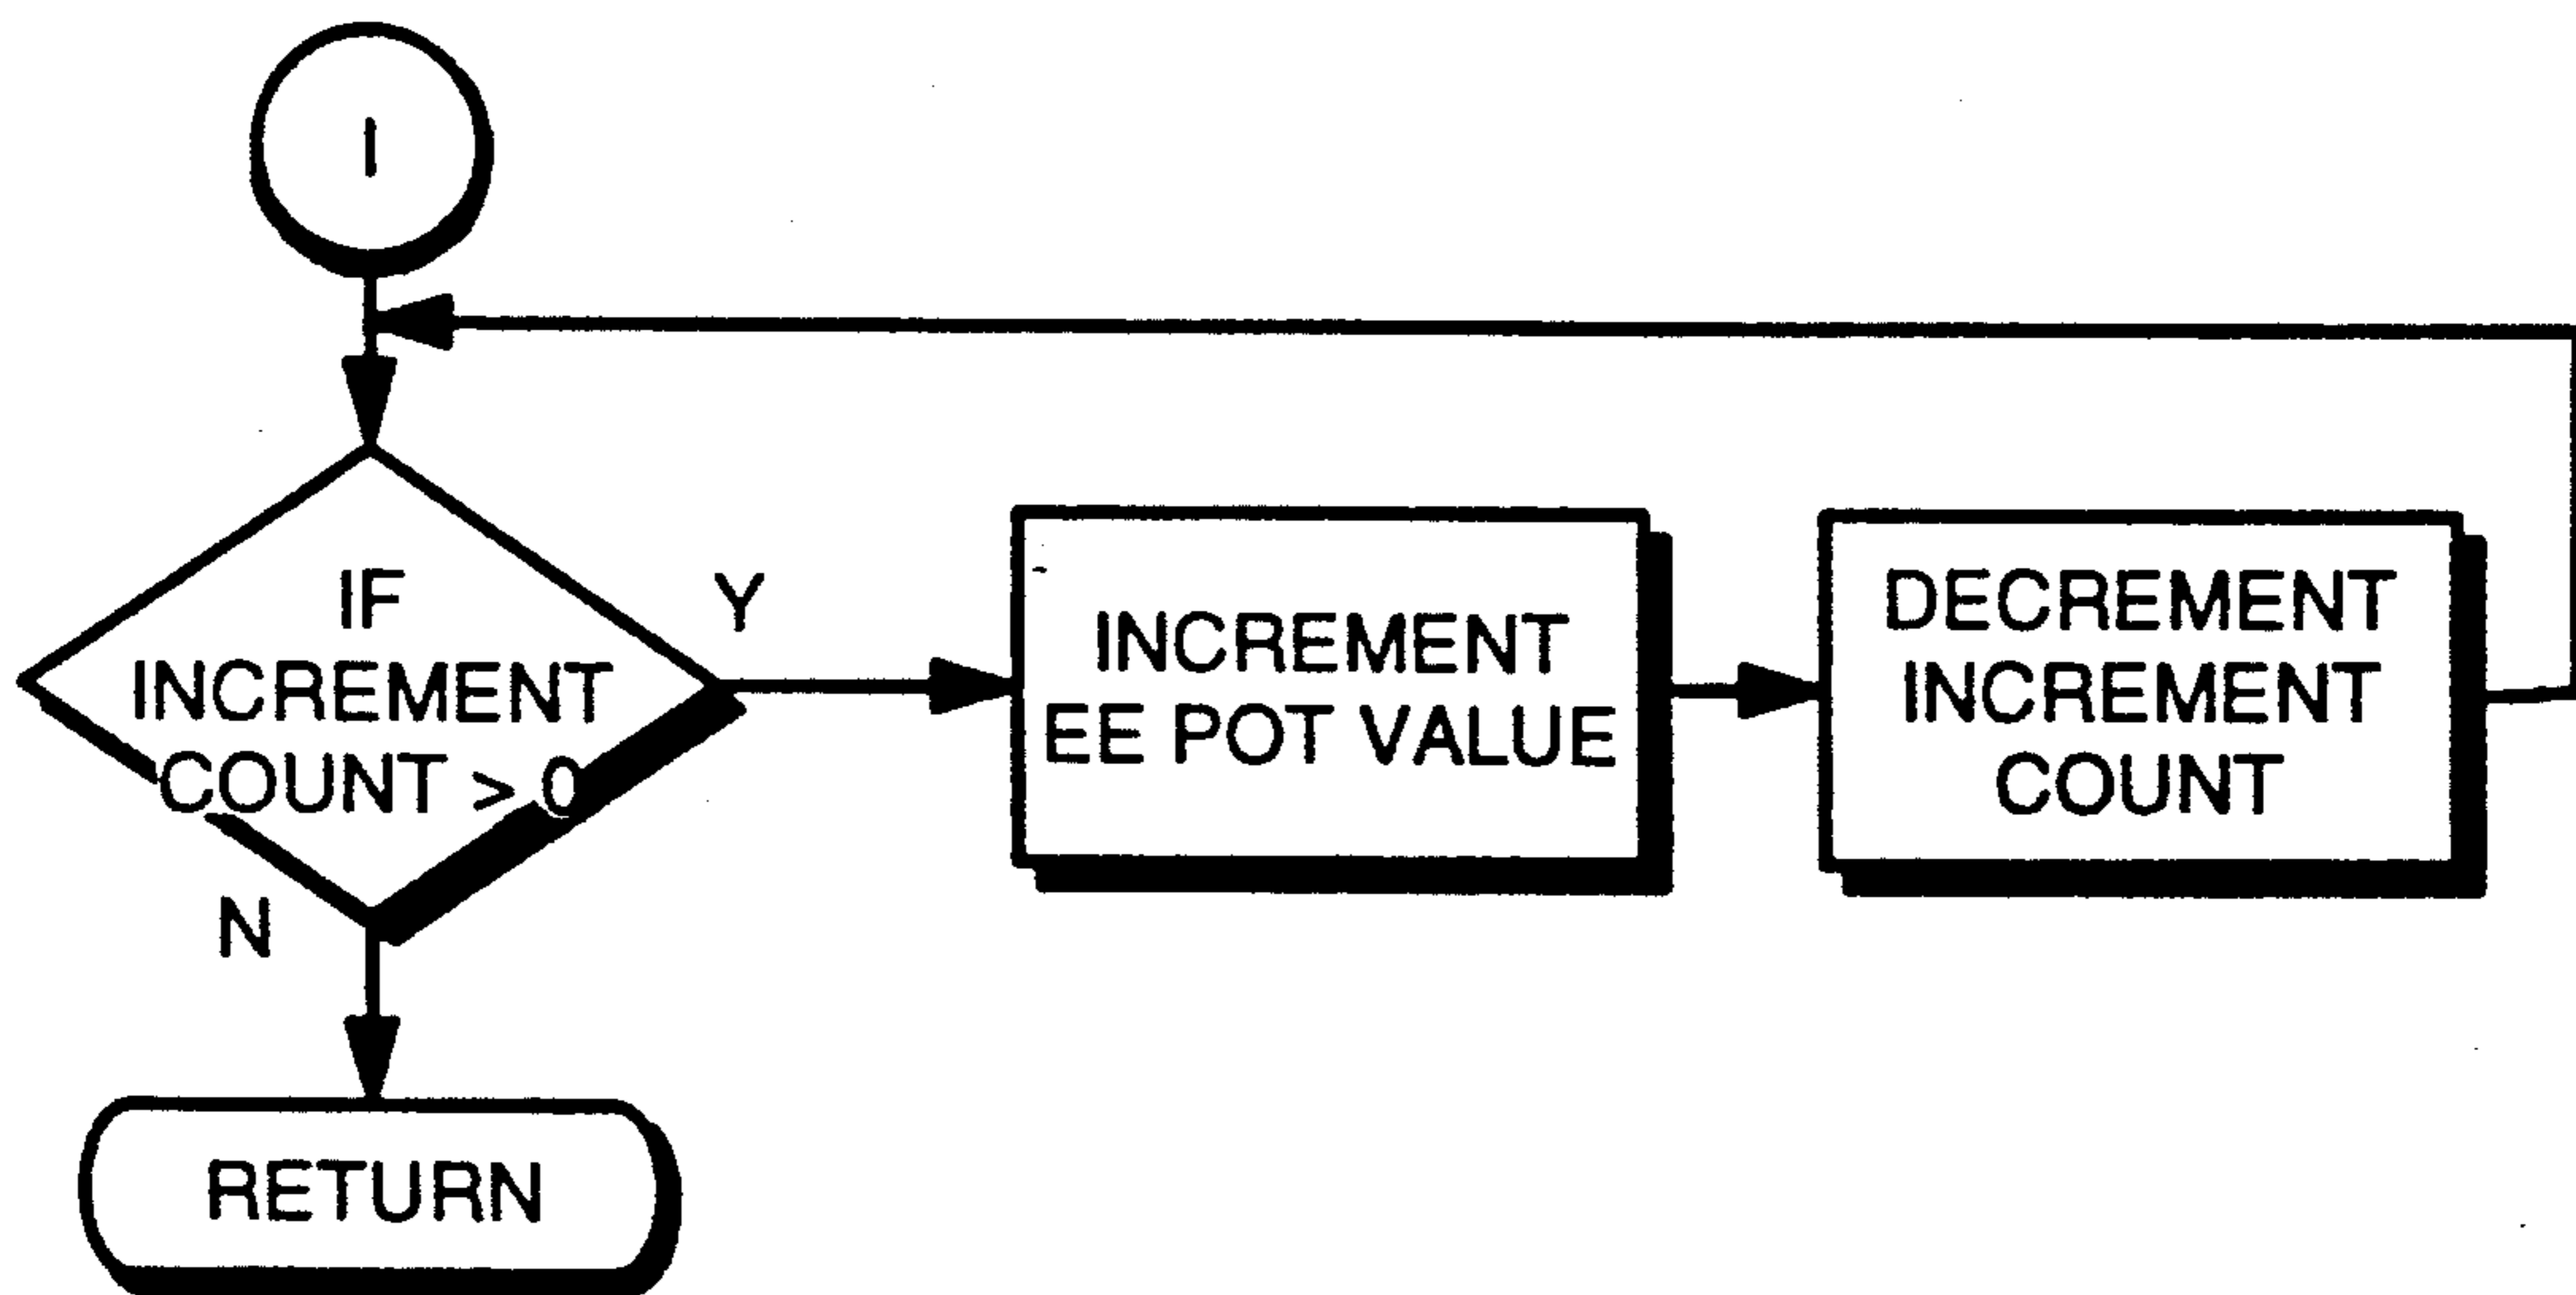 I
IF
INCREMENT
COUNT > 0
Y
N
INCREMENT
EE POT VALUE
DECREMENT
INCREMENT
COUNT
RETURN